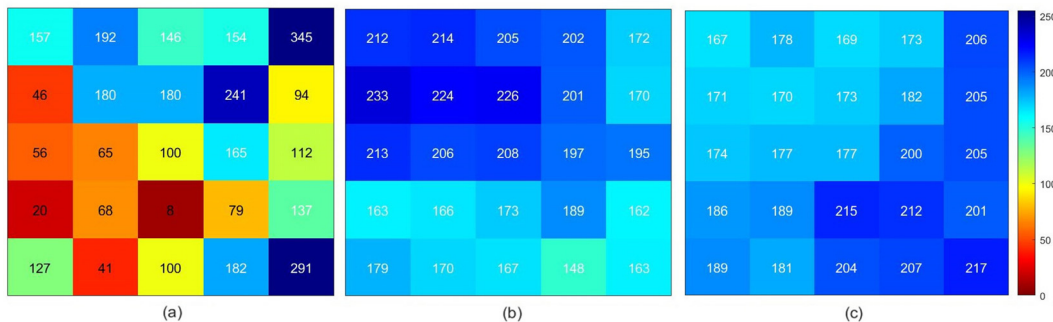 157 192 146 154 345 212 214 205 202 172 167 178 169 173 206 250
46 180 180 241 94 233 224 226 201 170 171 170 173 182 205 200
56 65 100 165 112 213 206 208 197 195 174 177 177 200 205 150
20 68 8 79 137 163 166 173 189 162 186 189 215 212 201 100
127 41 100 182 291 179 170 167 148 163 189 181 204 207 217 50
0
(a) (b) (c)